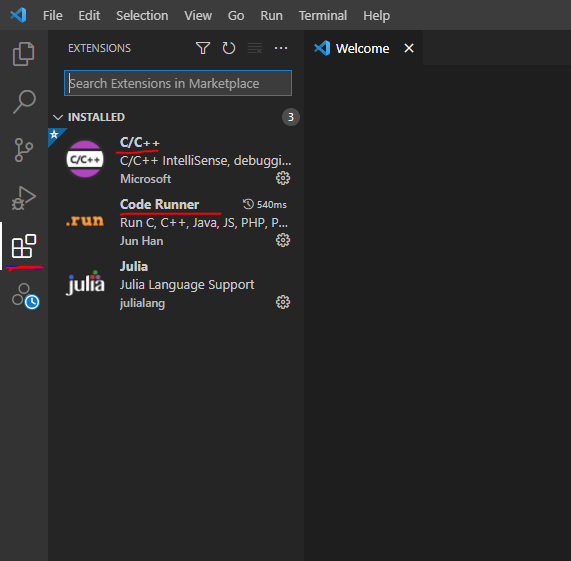 File Edit Selection View Go Run Terminal Help
EXTENSIONS
Welcome
Search Extensions in Marketplace
INSTALLED 3
C/C++
C/C++
C/C++ IntelliSense, debuggi...
Microsoft
Code Runner 540ms
.run
Run C, C++, Java, JS, PHP, P...
Jun Han
Julia
julia
Julia Language Support
julialang